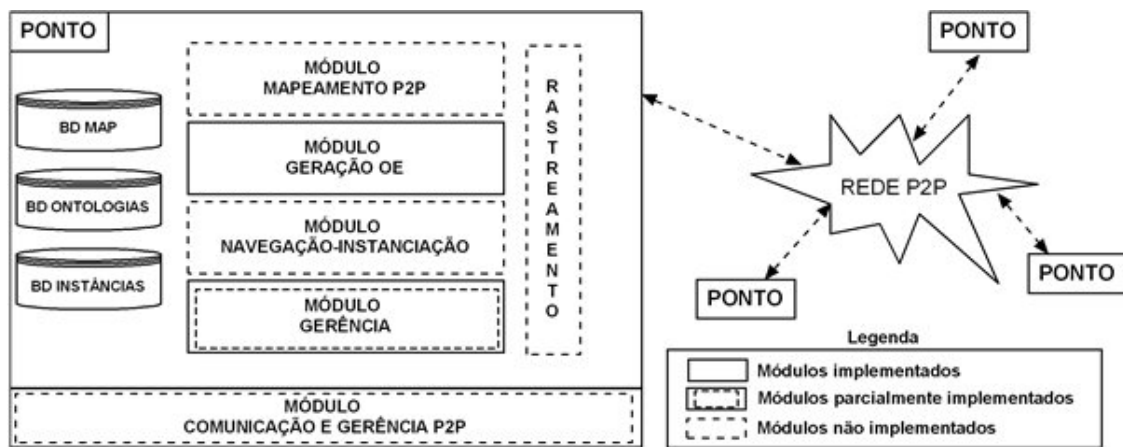 PONTO
MÓDULO
MAPEAMENTO P2P
BD MAP
MÓDULO
GERAÇÃO OE
BD ONTOLOGIAS
MÓDULO
NAVEGAÇÃO-INSTANCIAÇÃO
BD INSTÂNCIAS
MÓDULO
GERÊNCIA
RASTREAMENTO
MÓDULO
COMUNICAÇÃO E GERÊNCIA P2P
PONTO
REDE P2P
PONTO
PONTO
Legenda
Módulos implementados
Módulos parcialmente implementados
Módulos não implementados